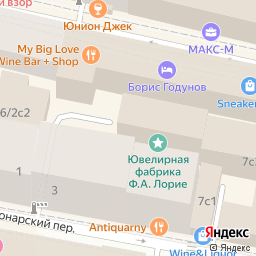 взор
Юнион Джек
My Big Love
Wine Bar + Shop
МАКС-М
Борис Годунов
Sneaker
6/2с2
Ювелирная
фабрика
Ф.А. Лорие
7с
1
3
7с1
онарский пер.
Antiquarny
Яндекс
Wine&Liquor